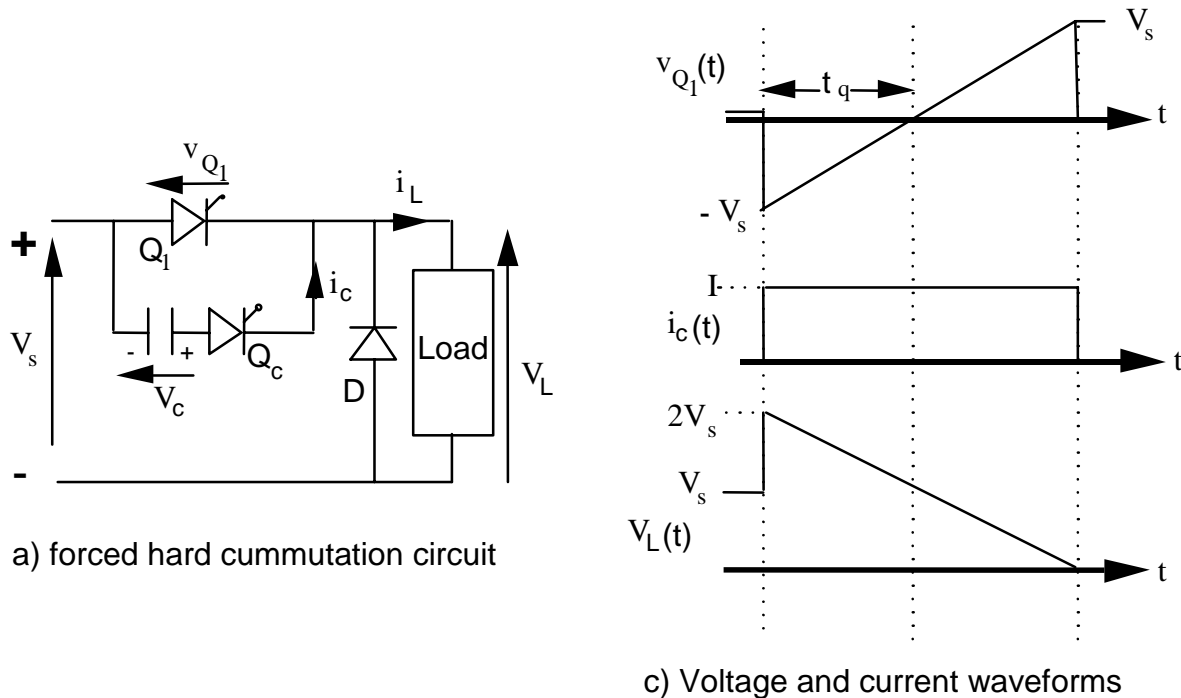 v_Q1
i_L
+
Q_1
i_c
V_s
- +
Q_c
V_c
D
Load
V_L
-
a) forced hard cummutation circuit
V_s
v_Q1(t)
t_q
t
- V_s
I
i_c(t)
t
2V_s
V_s
V_L(t)
t
c) Voltage and current waveforms